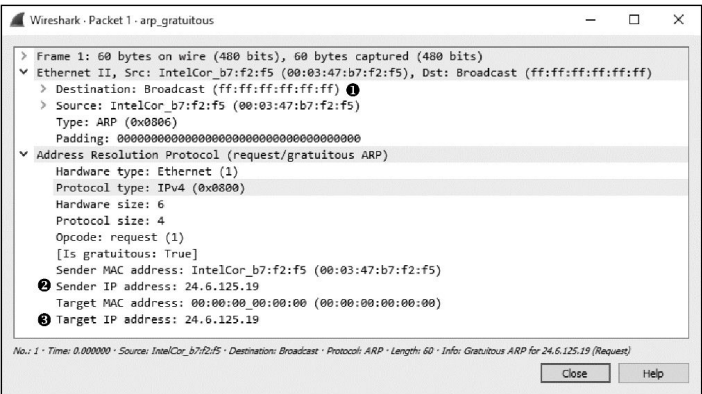 Wireshark · Packet 1 · arp_gratuitous
> Frame 1: 60 bytes on wire (480 bits), 60 bytes captured (480 bits)
Ethernet II, Src: IntelCor_b7:f2:f5 (00:03:47:b7:f2:f5), Dst: Broadcast (ff:ff:ff:ff:ff:ff)
> Destination: Broadcast (ff:ff:ff:ff:ff:ff) ❶
> Source: IntelCor_b7:f2:f5 (00:03:47:b7:f2:f5)
Type: ARP (0x0806)
Padding: 000000000000000000000000000000000000
Address Resolution Protocol (request/gratuitous ARP)
Hardware type: Ethernet (1)
Protocol type: IPv4 (0x0800)
Hardware size: 6
Protocol size: 4
Opcode: request (1)
[Is gratuitous: True]
Sender MAC address: IntelCor_b7:f2:f5 (00:03:47:b7:f2:f5)
❷ Sender IP address: 24.6.125.19
Target MAC address: 00:00:00_00:00:00 (00:00:00:00:00:00)
❸ Target IP address: 24.6.125.19
No.: 1 · Time: 0.000000 · Source: IntelCor_b7:f2:f5 · Destination: Broadcast · Protocol: ARP · Length: 60 · Info: Gratuitous ARP for 24.6.125.19 (Request)
Close Help